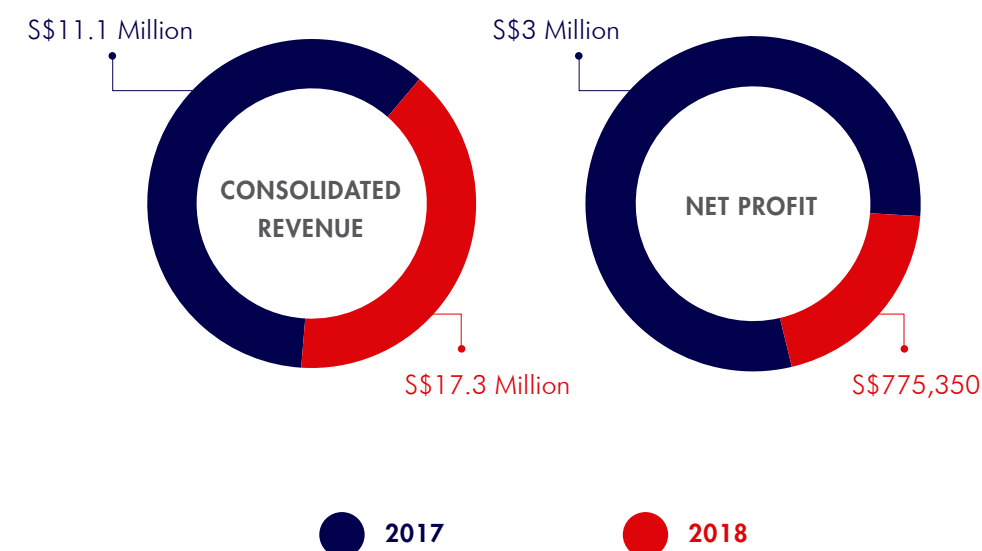 S$11.1 Million
S$3 Million
CONSOLIDATED
REVENUE
NET PROFIT
S$17.3 Million
S$775,350
2017
2018